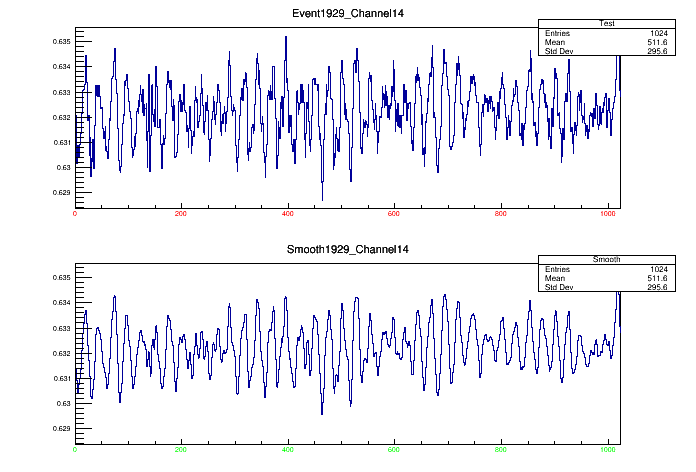 Event1929_Channel14
Test
Entries 1024
Mean 511.6
Std Dev 295.6
0.635
0.634
0.633
0.632
0.631
0.63
0.629
0 200 400 600 800 1000
Smooth1929_Channel14
Smooth
Entries 1024
Mean 511.6
Std Dev 295.6
0.635
0.634
0.633
0.632
0.631
0.63
0.629
0 200 400 600 800 1000